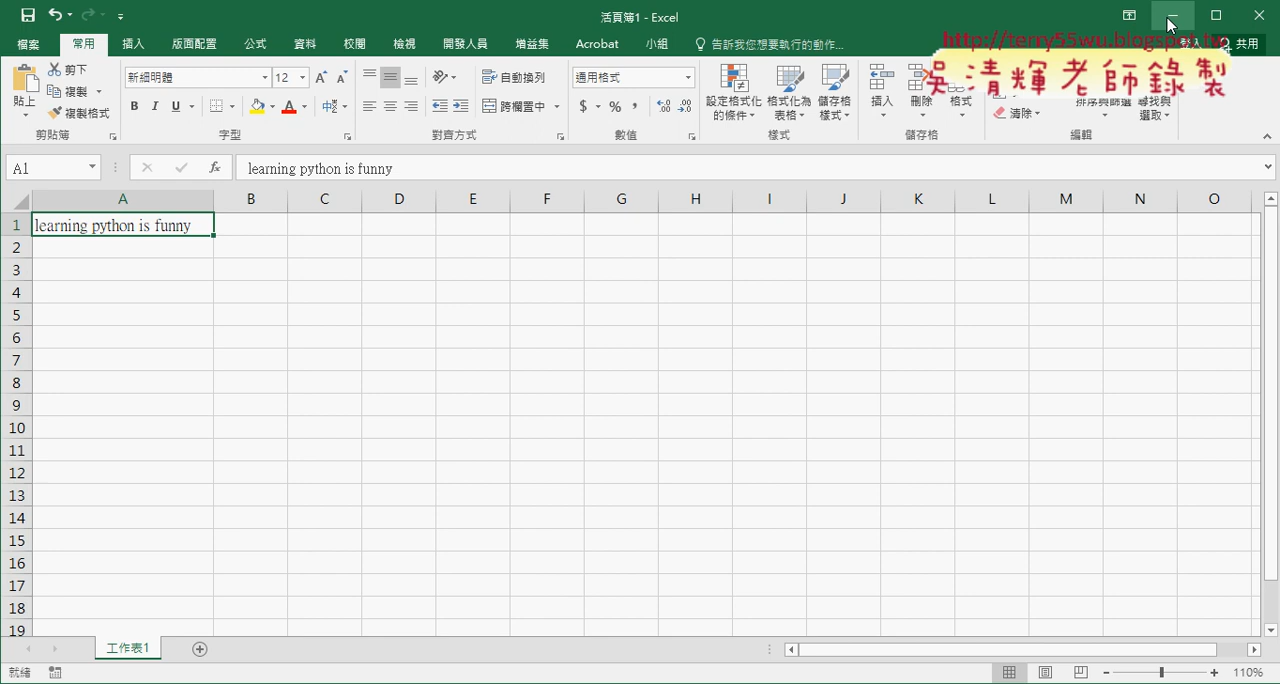 活頁簿1 - Excel
檔案 常用 插入 版面配置 公式 資料 校閱 檢視 開發人員 增益集 Acrobat 小組 告訴我您想要執行的動作... 登入 共用
http://terry55wu.blogspot.tw
吳清輝老師錄製
貼上 剪下 複製 複製格式 剪貼簿
新細明體 12 B I U A 字型
自動換列 跨欄置中 對齊方式
通用格式 $ % , 數值
設定格式化的條件 格式化為表格 儲存格樣式 樣式
插入 刪除 格式 儲存格
清除 排序與篩選 尋找與選取 編輯
A1 fx learning python is funny
A B C D E F G H I J K L M N O
1 learning python is funny
2
3
4
5
6
7
8
9
10
11
12
13
14
15
16
17
18
19
工作表1
就緒 110%